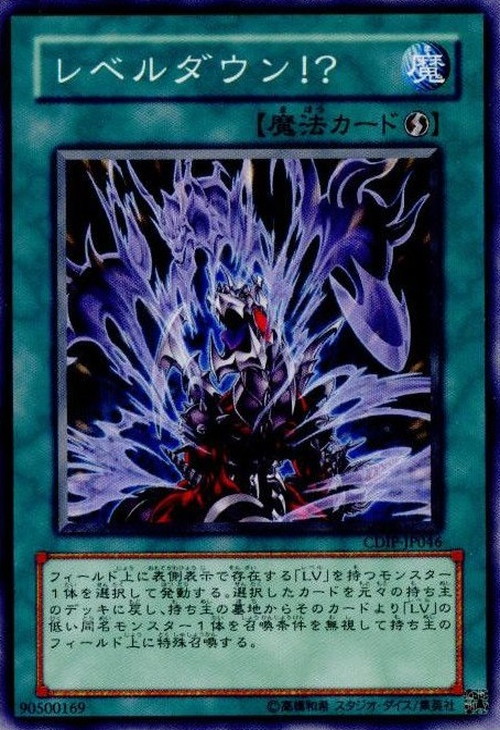 レベルダウン!?
魔
【魔法カード】
CDIP-JP046
フィールド上に表側表示で存在する「LV」を持つモンスター
1体を選択して発動する。選択したカードを元々の持ち主
のデッキに戻し、持ち主の墓地からそのカードより「LV」の
低い同名モンスター1体を召喚条件を無視して持ち主の
フィールド上に特殊召喚する。
90500169
©高橋和希 スタジオ・ダイス/集英社